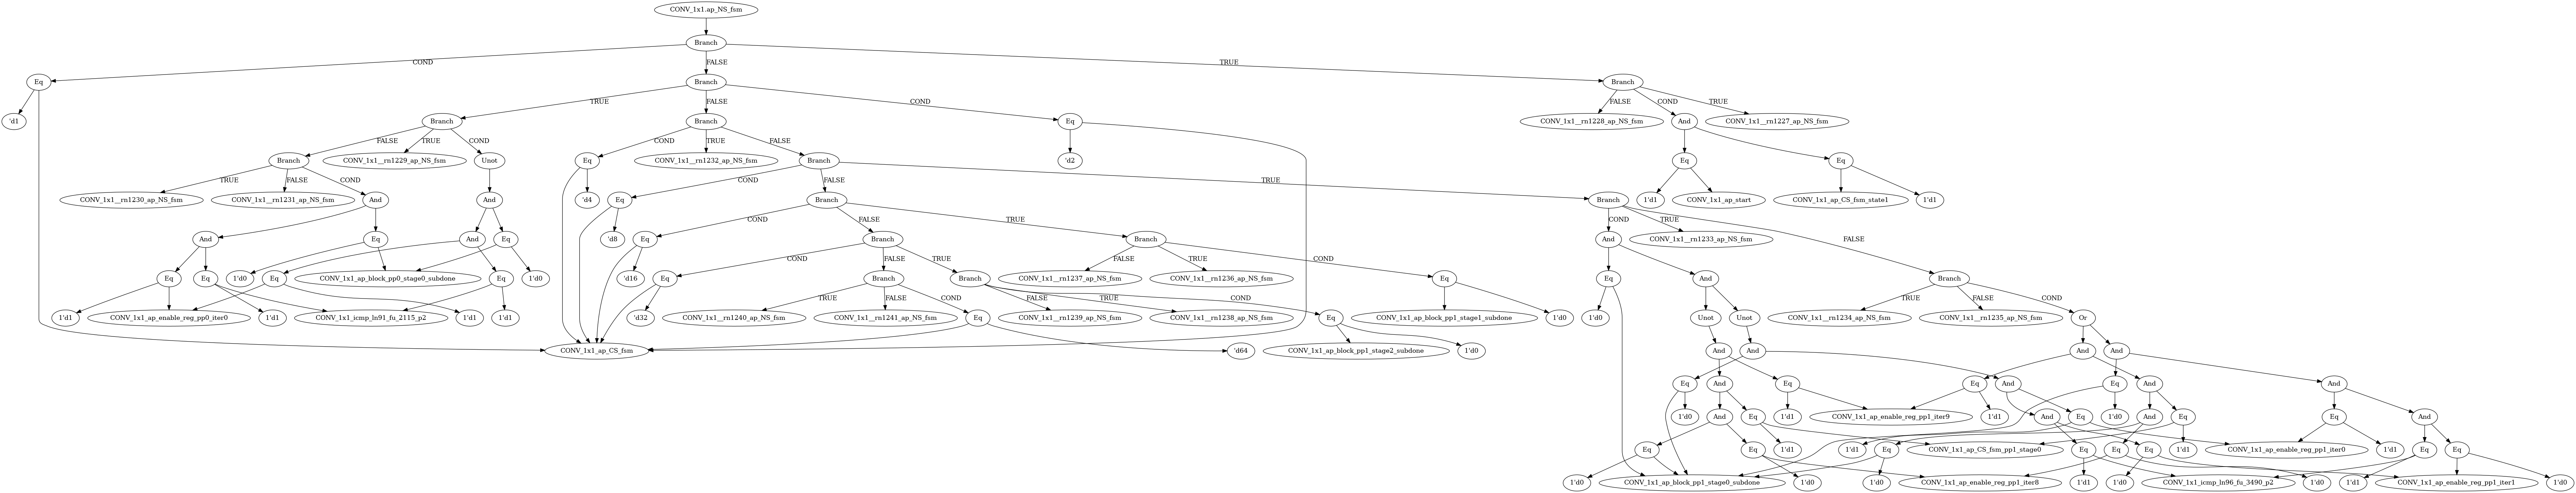 CONV_1x1.ap_NS_fsm
Branch
COND
FALSE
TRUE
Eq
Branch
Branch
TRUE
FALSE
COND
FALSE
COND
TRUE
'd1
Branch
Branch
Eq
CONV_1x1__rn1228_ap_NS_fsm
And
CONV_1x1__rn1227_ap_NS_fsm
FALSE
TRUE
COND
COND
TRUE
FALSE
Branch
CONV_1x1__rn1229_ap_NS_fsm
Unot
Eq
CONV_1x1__rn1232_ap_NS_fsm
Branch
'd2
Eq
Eq
TRUE
FALSE
COND
COND
FALSE
TRUE
CONV_1x1__rn1230_ap_NS_fsm
CONV_1x1__rn1231_ap_NS_fsm
And
And
'd4
Eq
Branch
Branch
1'd1
CONV_1x1_ap_start
CONV_1x1_ap_CS_fsm_state1
1'd1
COND
FALSE
TRUE
COND
TRUE
FALSE
And
Eq
And
Eq
'd8
Eq
Branch
Branch
And
CONV_1x1__rn1233_ap_NS_fsm
COND
FALSE
TRUE
FALSE
TRUE
COND
Eq
Eq
1'd0
Eq
CONV_1x1_ap_block_pp0_stage0_subdone
Eq
1'd0
'd16
Eq
Branch
Branch
CONV_1x1__rn1237_ap_NS_fsm
CONV_1x1__rn1236_ap_NS_fsm
Eq
Eq
And
Branch
TRUE
FALSE
COND
FALSE
TRUE
COND
TRUE
FALSE
COND
1'd1
CONV_1x1_ap_enable_reg_pp0_iter0
1'd1
CONV_1x1_icmp_ln91_fu_2115_p2
1'd1
1'd1
'd32
CONV_1x1__rn1240_ap_NS_fsm
CONV_1x1__rn1241_ap_NS_fsm
Eq
CONV_1x1__rn1239_ap_NS_fsm
CONV_1x1__rn1238_ap_NS_fsm
Eq
CONV_1x1_ap_block_pp1_stage1_subdone
1'd0
1'd0
Unot
Unot
CONV_1x1__rn1234_ap_NS_fsm
CONV_1x1__rn1235_ap_NS_fsm
Or
CONV_1x1_ap_CS_fsm
'd64
CONV_1x1_ap_block_pp1_stage2_subdone
1'd0
And
And
And
And
Eq
And
Eq
Eq
And
Eq
And
And
1'd0
And
Eq
1'd1
CONV_1x1_ap_enable_reg_pp1_iter9
1'd1
And
Eq
1'd0
And
Eq
Eq
And
Eq
Eq
1'd1
1'd1
Eq
CONV_1x1_ap_CS_fsm_pp1_stage0
Eq
Eq
Eq
1'd1
CONV_1x1_ap_enable_reg_pp1_iter0
1'd1
Eq
Eq
1'd0
CONV_1x1_ap_block_pp1_stage0_subdone
1'd0
1'd0
CONV_1x1_ap_enable_reg_pp1_iter8
1'd1
1'd0
CONV_1x1_icmp_ln96_fu_3490_p2
1'd0
1'd1
CONV_1x1_ap_enable_reg_pp1_iter1
1'd0